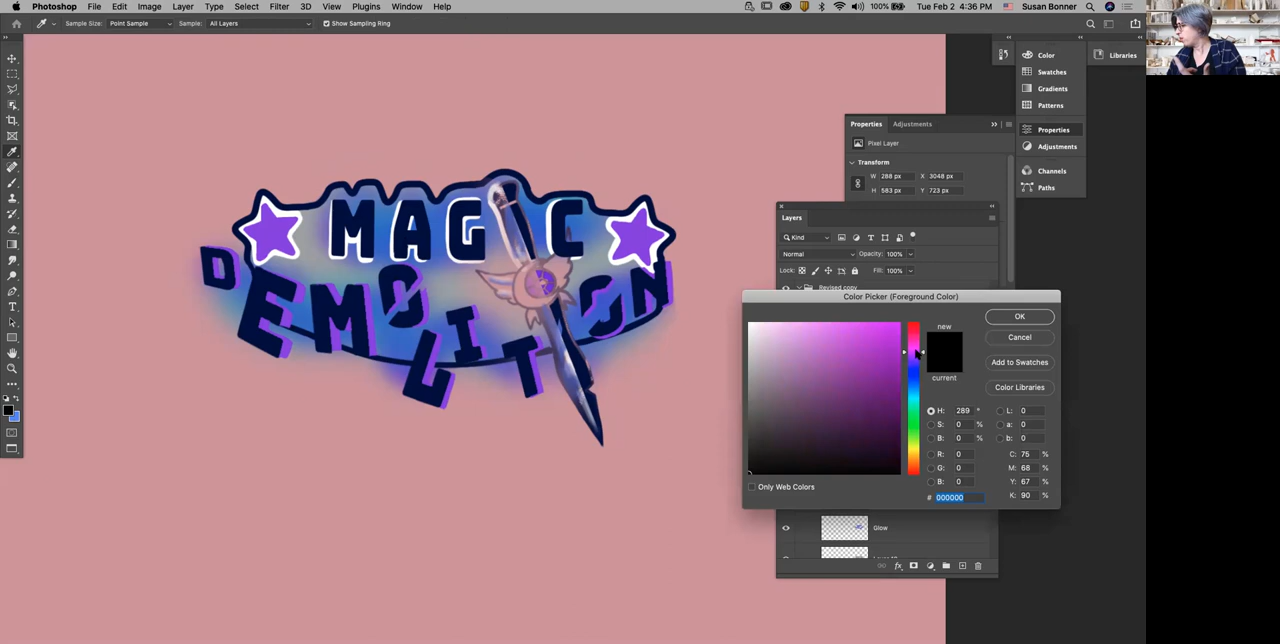 Photoshop File Edit Image Layer Type Select Filter 3D View Plugins Window Help 100% Tue Feb 2 4:36 PM Susan Bonner
Sample Size: Point Sample Sample: All Layers Show Sampling Ring
Color
Swatches
Gradients
Patterns
Properties
Adjustments
Channels
Paths
Libraries
Properties Adjustments
Pixel Layer
Transform
W 288 px X 3048 px
H 583 px Y 723 px
Layers
Kind
Normal Opacity: 100%
Lock: Fill: 100%
Revised copy
MAGIC
DEMOLITION
Color Picker (Foreground Color)
new
current
OK
Cancel
Add to Swatches
Color Libraries
H: 289 ° L: 0
S: 0 % a: 0
B: 0 % b: 0
R: 0 C: 75 %
G: 0 M: 68 %
B: 0 Y: 67 %
# 000000 K: 90 %
Only Web Colors
Glow
fx